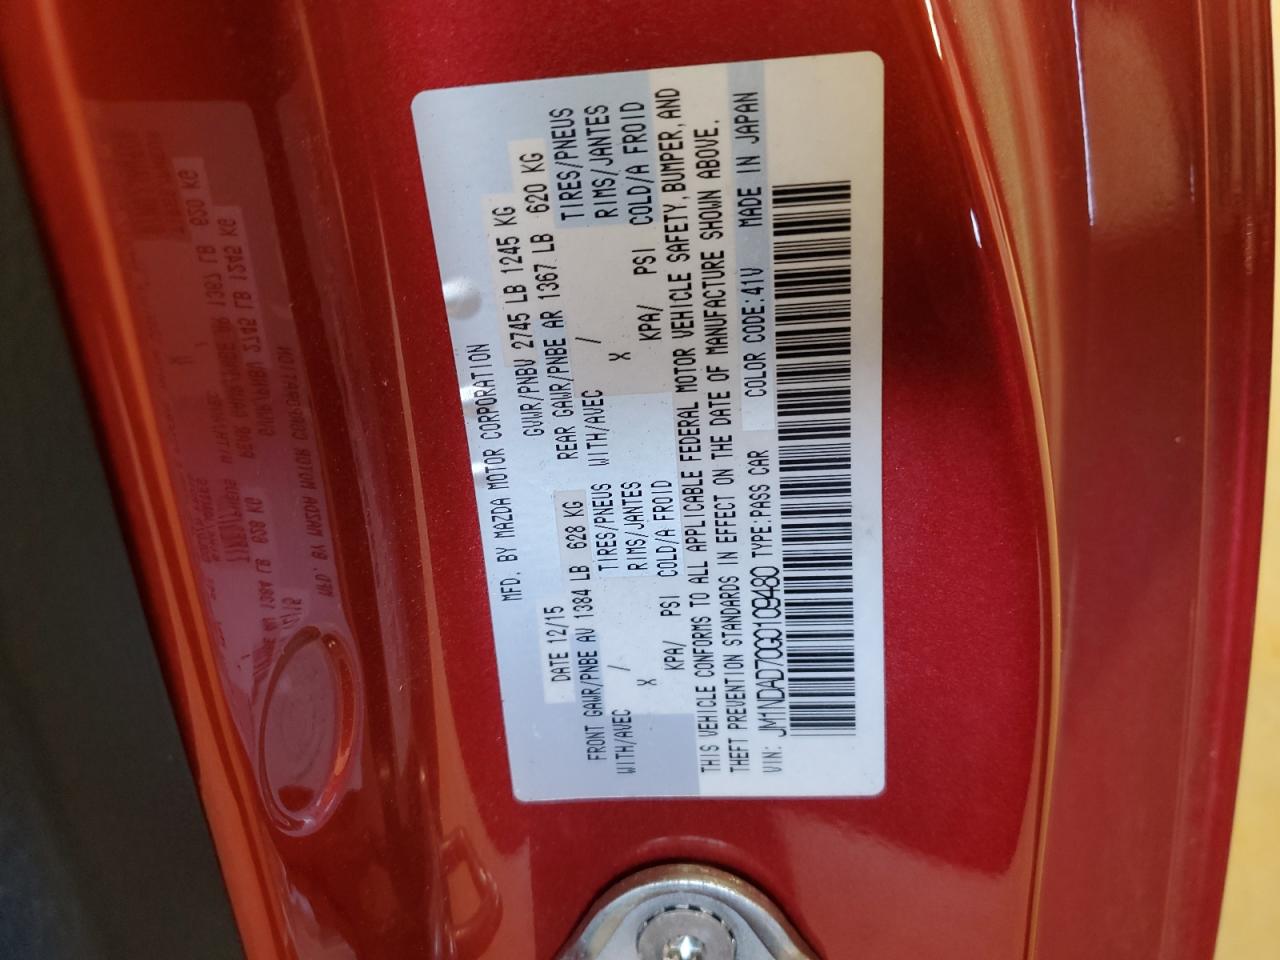 MFD. BY MAZDA MOTOR CORPORATION
DATE 12/15 GVWR/PNBV 2745 LB 1245 KG
FRONT GAWR/PNBE AV 1384 LB 628 KG REAR GAWR/PNBE AR 1367 LB 620 KG
WITH/AVEC / TIRES/PNEUS WITH/AVEC / TIRES/PNEUS
X RIMS/JANTES X RIMS/JANTES
KPA/ PSI COLD/A FROID KPA/ PSI COLD/A FROID
THIS VEHICLE CONFORMS TO ALL APPLICABLE FEDERAL MOTOR VEHICLE SAFETY, BUMPER, AND
THEFT PREVENTION STANDARDS IN EFFECT ON THE DATE OF MANUFACTURE SHOWN ABOVE.
VIN: JM1NDAD70G0109480 TYPE:PASS CAR COLOR CODE:41V MADE IN JAPAN